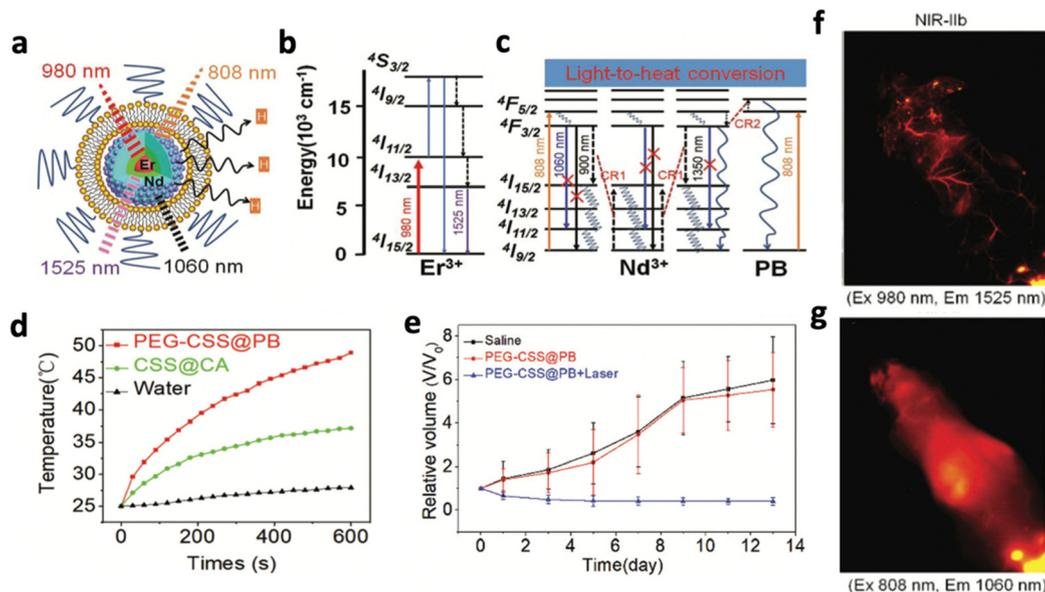 a
980 nm
808 nm
H
H
H
Er
Nd
1525 nm
1060 nm
b
Energy(10³ cm⁻¹)
15
10
5
0
⁴S₃/₂
⁴I₉/₂
⁴I₁₁/₂
⁴I₁₃/₂
⁴I₁₅/₂
980 nm
1525 nm
Er³⁺
c
Light-to-heat conversion
⁴F₅/₂
⁴F₃/₂
⁴I₁₅/₂
⁴I₁₃/₂
⁴I₁₁/₂
⁴I₉/₂
808 nm
1060 nm
900 nm
CR1
CR1
1350 nm
CR2
808 nm
Nd³⁺
PB
d
Temperature(℃)
50
45
40
35
30
25
PEG-CSS@PB
CSS@CA
Water
0 200 400 600
Times (s)
e
Relative volume (V/V₀)
8
6
4
2
0
Saline
PEG-CSS@PB
PEG-CSS@PB+Laser
0 2 4 6 8 10 12 14
Time(day)
f
NIR-IIb
(Ex 980 nm, Em 1525 nm)
g
(Ex 808 nm, Em 1060 nm)